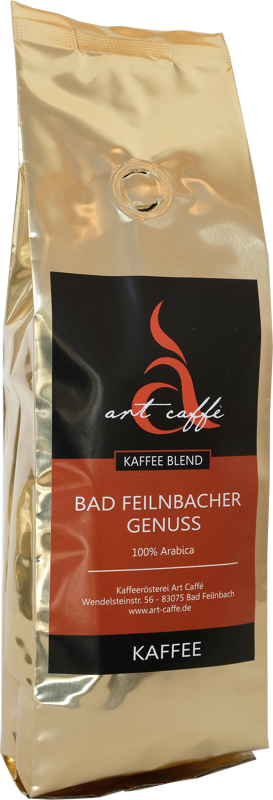 art caffè
KAFFEE BLEND
BAD FEILNBACHER
GENUSS
100% Arabica
Kaffeerösterei Art Caffé
Wendelsteinstr. 56 - 83075 Bad Feilnbach
www.art-caffe.de
KAFFEE